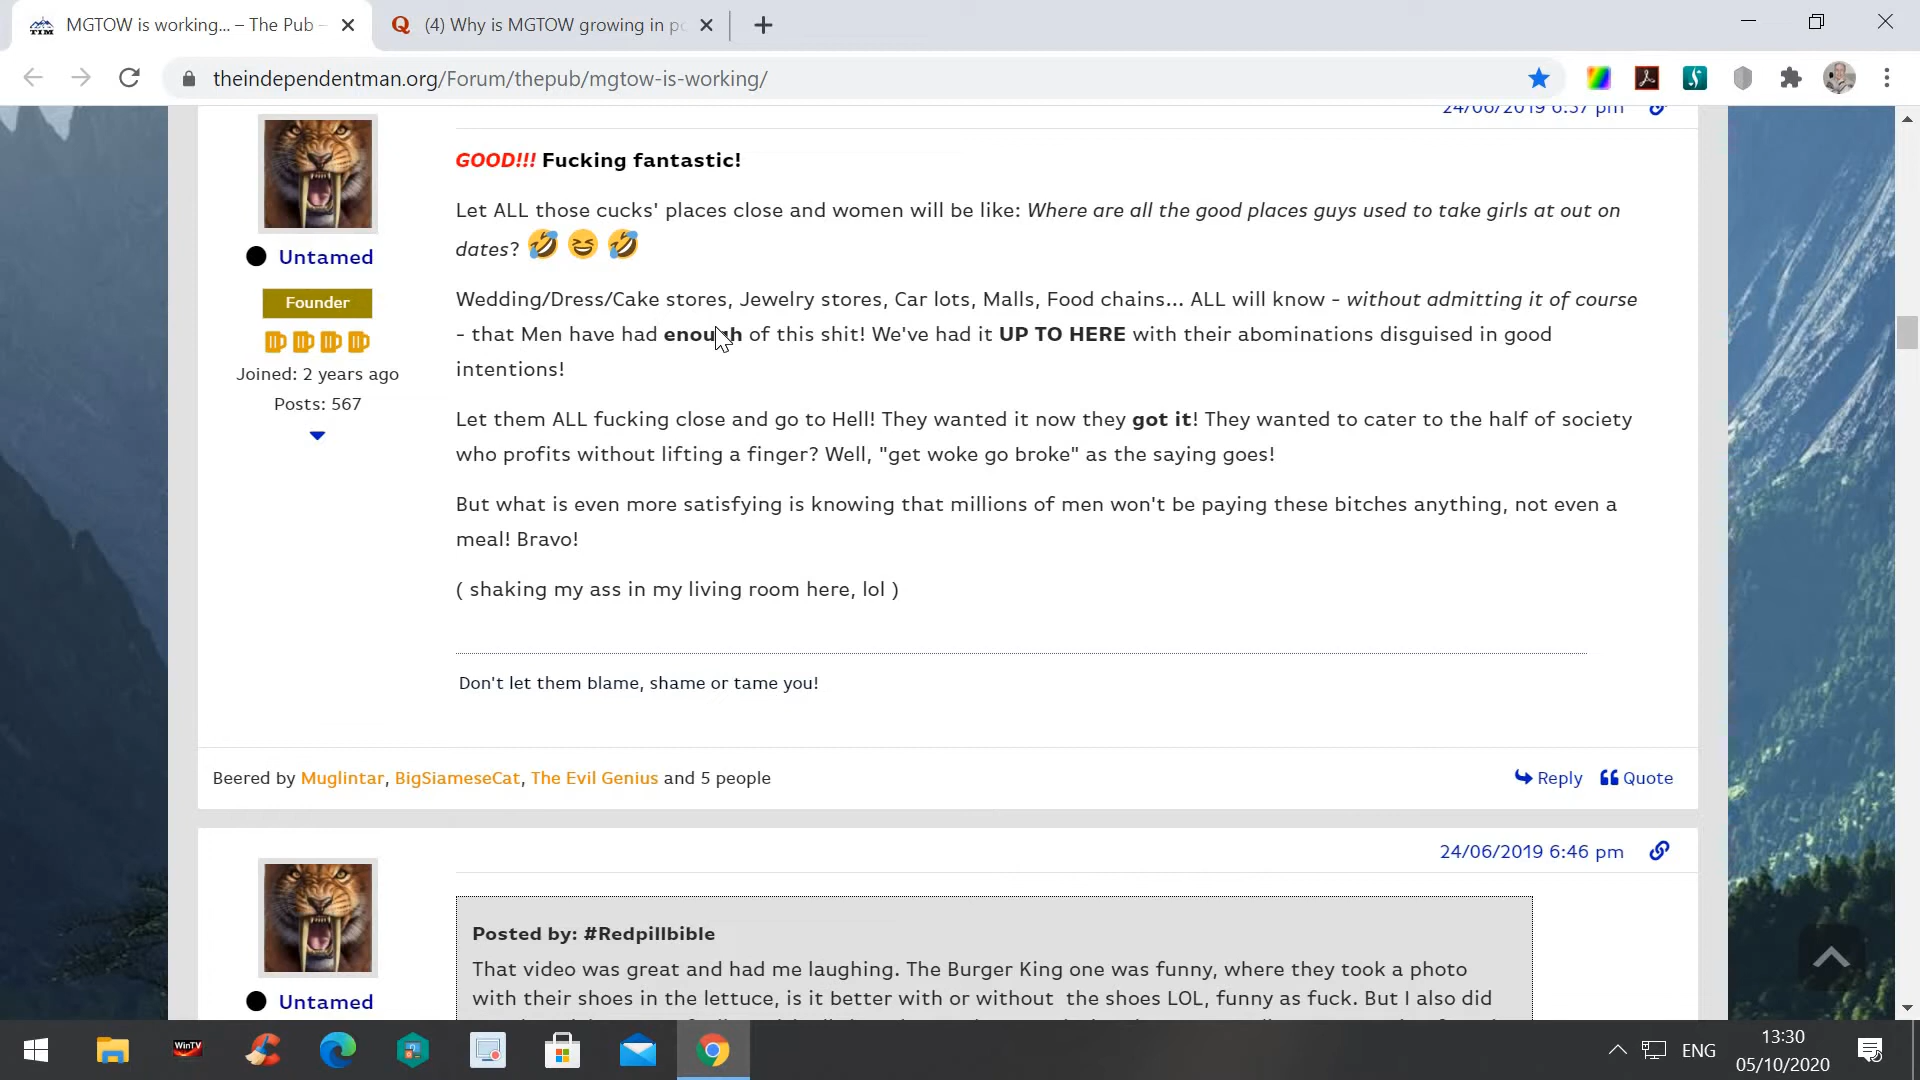 MGTOW is working... – The Pub –
(4) Why is MGTOW growing in po
theindependentman.org/Forum/thepub/mgtow-is-working/
24/06/2019 6:37 pm
GOOD!!! Fucking fantastic!
Let ALL those cucks' places close and women will be like: Where are all the good places guys used to take girls at out on
dates?
Untamed
Founder
Wedding/Dress/Cake stores, Jewelry stores, Car lots, Malls, Food chains... ALL will know - without admitting it of course
- that Men have had enough of this shit! We've had it UP TO HERE with their abominations disguised in good
intentions!
Joined: 2 years ago
Posts: 567
Let them ALL fucking close and go to Hell! They wanted it now they got it! They wanted to cater to the half of society
who profits without lifting a finger? Well, "get woke go broke" as the saying goes!
But what is even more satisfying is knowing that millions of men won't be paying these bitches anything, not even a
meal! Bravo!
( shaking my ass in my living room here, lol )
Don't let them blame, shame or tame you!
Beered by Muglintar, BigSiameseCat, The Evil Genius and 5 people
Reply Quote
24/06/2019 6:46 pm
Untamed
Posted by: #Redpillbible
That video was great and had me laughing. The Burger King one was funny, where they took a photo
with their shoes in the lettuce, is it better with or without the shoes LOL, funny as fuck. But I also did
WinTV
ENG
13:30
05/10/2020